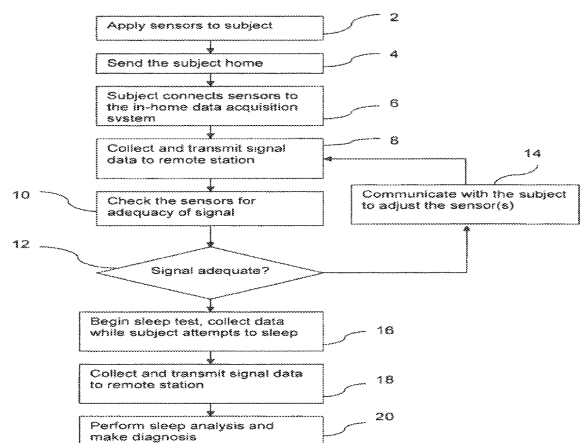 Apply sensors to subject
2
Send the subject home
4
Subject connects sensors to
the in-home data acquisition
system
6
8
Collect and transmit signal
data to remote station
14
10
Check the sensors for
adequacy of signal
Communicate with the subject
to adjust the sensor(s)
12
Signal adequate?
Begin sleep test, collect data
while subject attempts to sleep
16
Collect and transmit signal data
to remote station
18
Perform sleep analysis and
make diagnosis
20